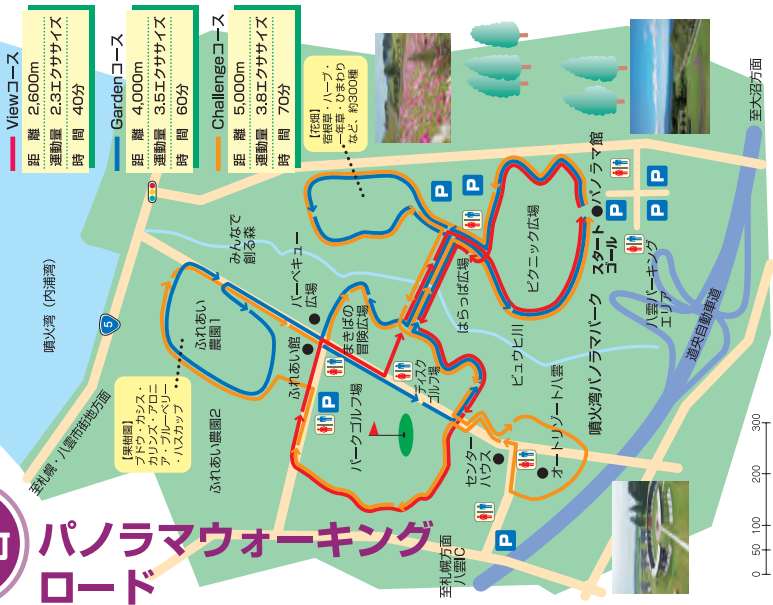 パノラマウォーキング
ロード
Viewコース
距　離　2,600m
運動量　2.3エクササイズ
時　間　40分
Gardenコース
距　離　4,000m
運動量　3.5エクササイズ
時　間　60分
Challengeコース
距　離　5,000m
運動量　3.8エクササイズ
時　間　70分
噴火湾（内浦湾）
5
至札幌・八雲市街地方面
【果樹園】
ブドウ・カシス・
カリンズ・アロニ
ア・ブルーベリー
・ハスカップ
ふれあい
農園1
ふれあい農園2
みんなで
創る森
バーベキュー
広場
ふれあい館
まきばの
冒険広場
【花畑】
宿根草・ハーブ・
一年草・ひまわり
など、約300種
P
P
P
P
P
P
P
パークゴルフ場
ディスク
ゴルフ場
はらっぱ広場
ピクニック広場
パノラマ館
スタート
ゴール
ビュウヒ川
噴火湾パノラマパーク
八雲パーキング
エリア
道央自動車道
至大沼方面
センター
ハウス
オートリゾート八雲
至札幌方面
八雲IC
0 50 100 200 300